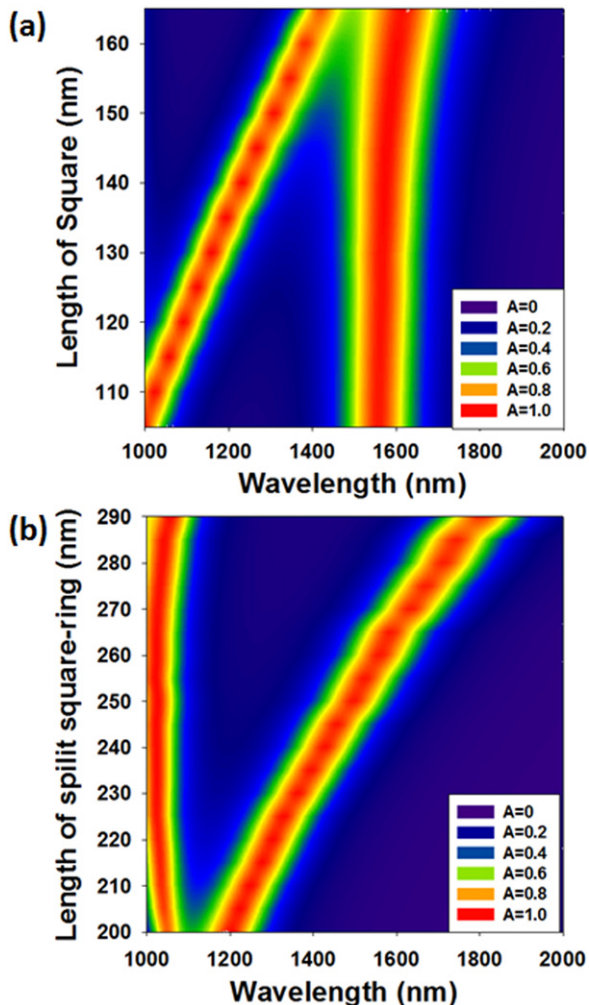 (a)
Length of Square (nm)
160
150
140
130
120
110
A=0
A=0.2
A=0.4
A=0.6
A=0.8
A=1.0
1000 1200 1400 1600 1800 2000
Wavelength (nm)
(b)
Length of spilit square-ring (nm)
290
280
270
260
250
240
230
220
210
200
A=0
A=0.2
A=0.4
A=0.6
A=0.8
A=1.0
1000 1200 1400 1600 1800 2000
Wavelength (nm)